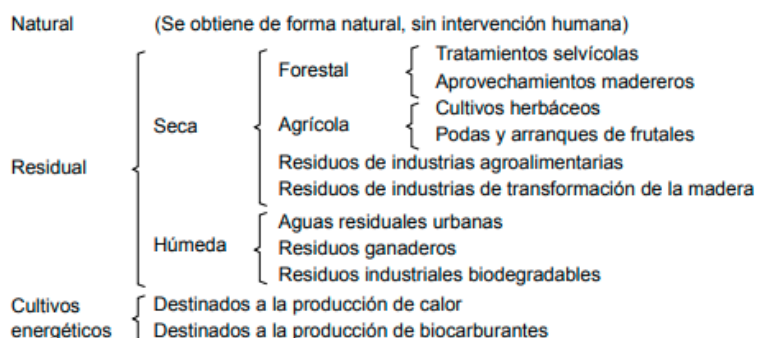 Natural (Se obtiene de forma natural, sin intervención humana)
Tratamientos selvícolas
Forestal
Aprovechamientos madereros
Cultivos herbáceos
Seca Agrícola
Podas y arranques de frutales
Residual Residuos de industrias agroalimentarias
Residuos de industrias de transformación de la madera
Aguas residuales urbanas
Húmeda Residuos ganaderos
Residuos industriales biodegradables
Cultivos Destinados a la producción de calor
energéticos Destinados a la producción de biocarburantes